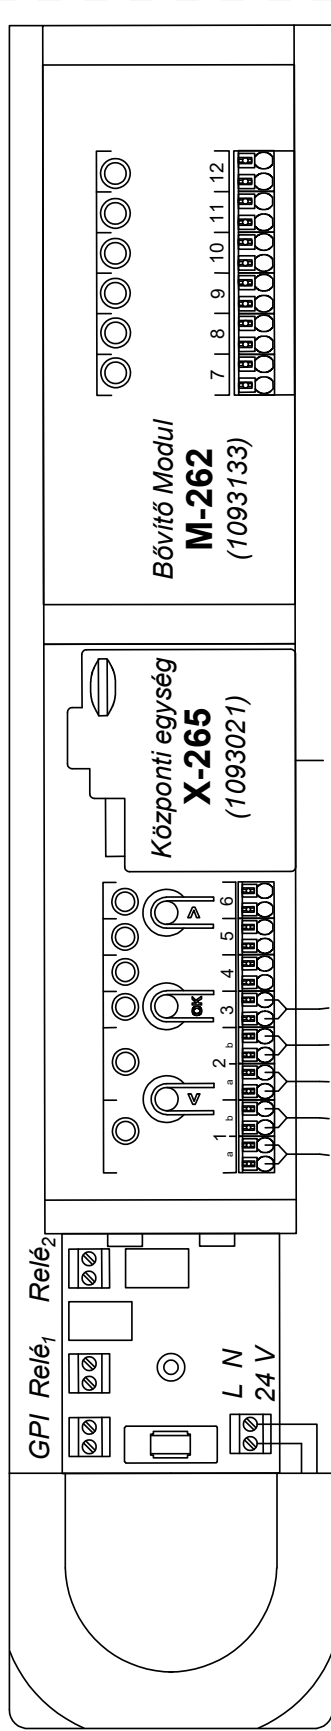 GPI Relé1 Relé2
L N
24 V
1 2 3 4 5 6
a b a b
< OK >
Központi egység
X-265
(1093021)
Bővítő Modul
M-262
(1093133)
7 8 9 10 11 12